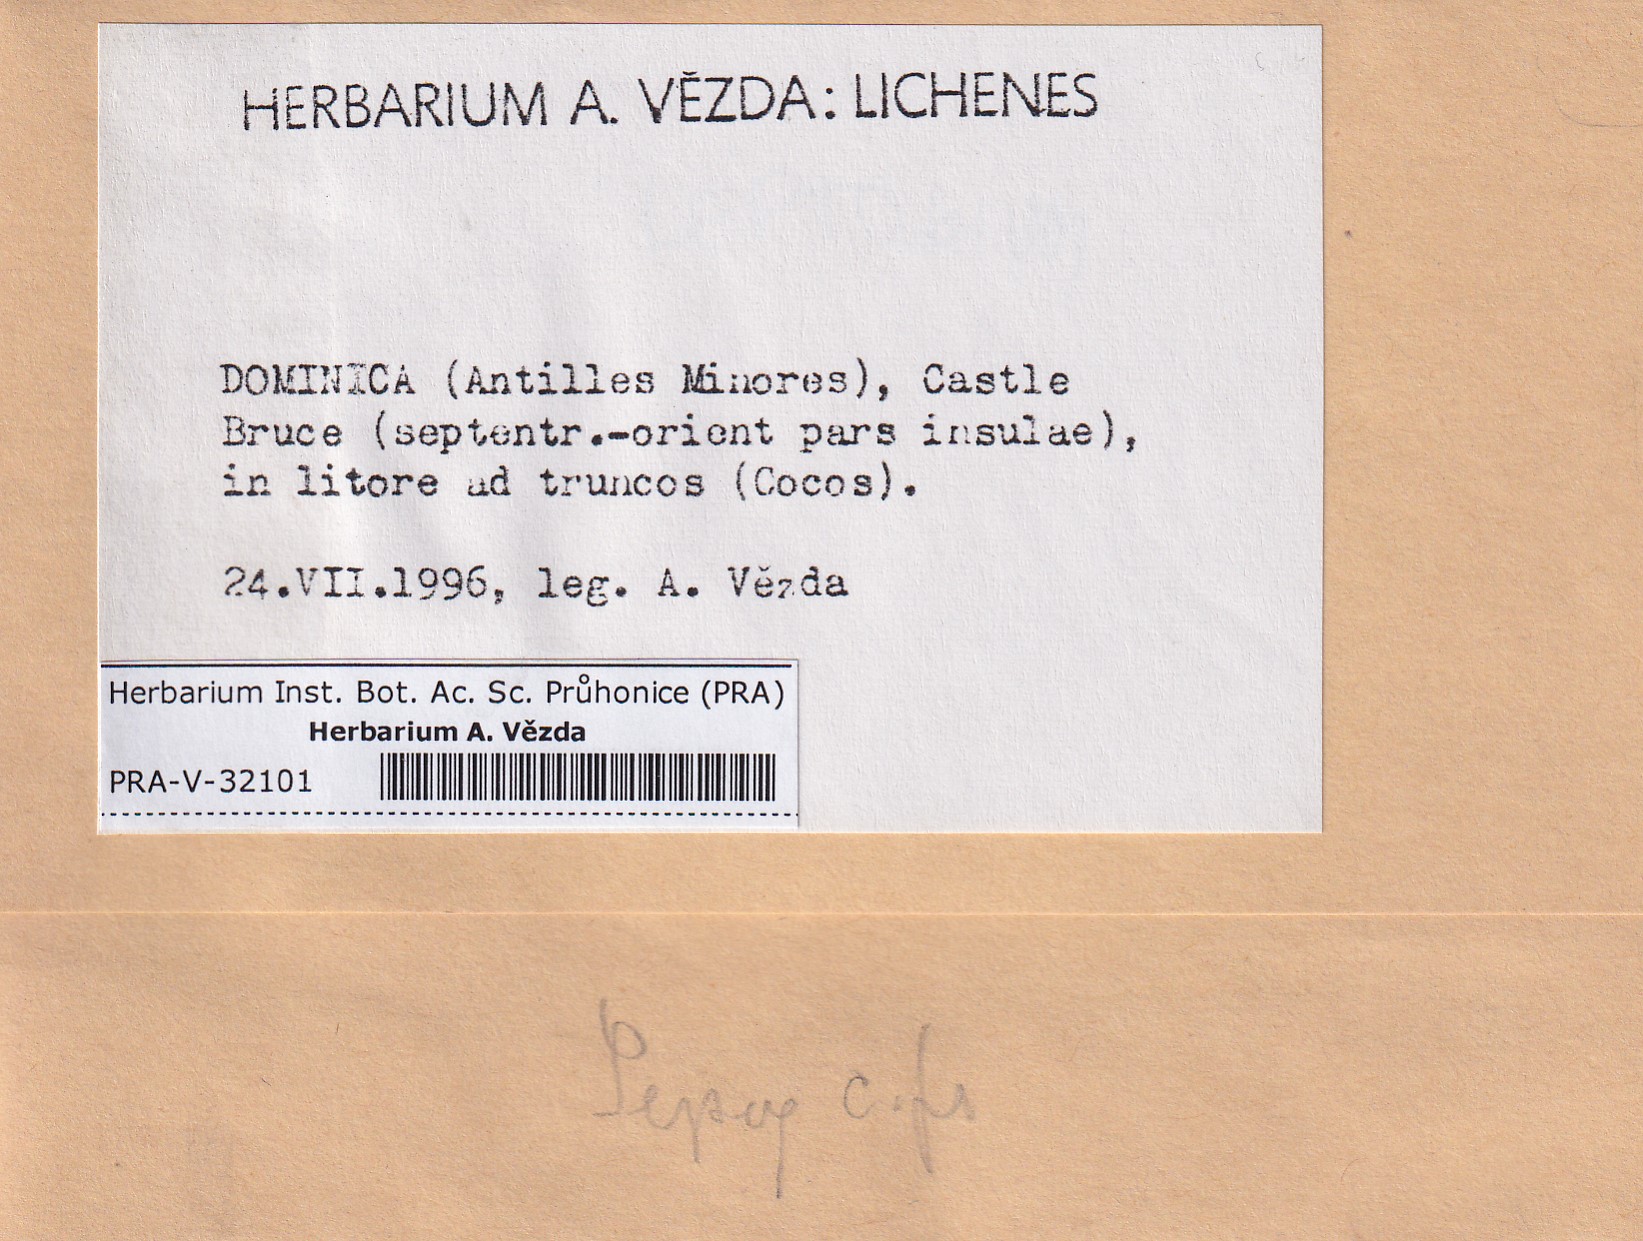 HERBARIUM A. VĚZDA: LICHENES
DOMINICA (Antilles Minores), Castle
Bruce (septentr.-orient pars insulae),
in litore ad truncos (Cocos).
24.VII.1996, leg. A. Vězda
Herbarium Inst. Bot. Ac. Sc. Průhonice (PRA)
Herbarium A. Vězda
PRA-V-32101